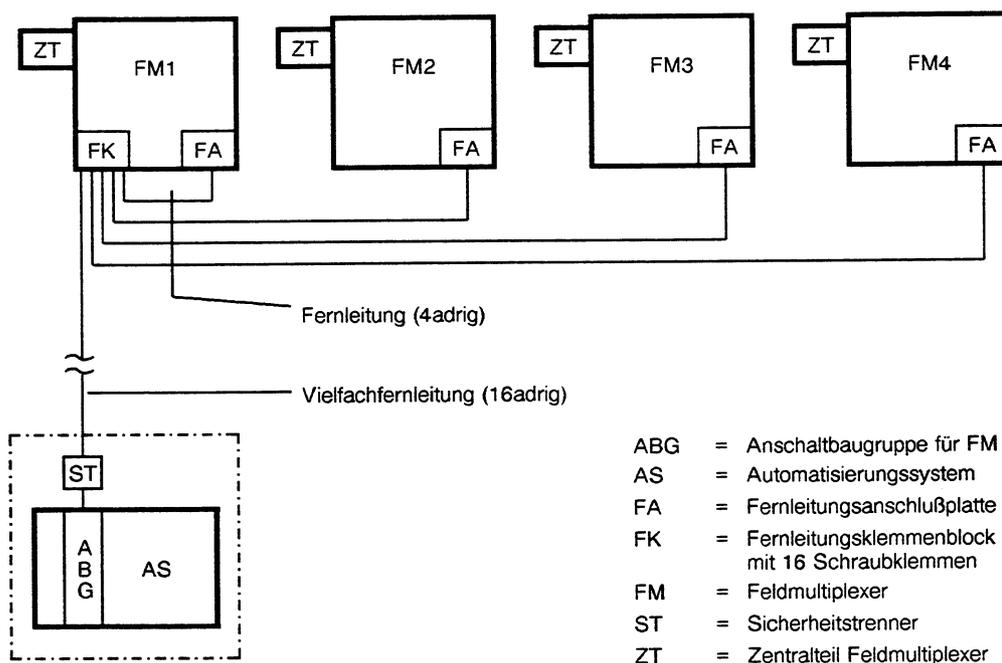 ZT
FM1
ZT
FM2
ZT
FM3
ZT
FM4
FK
FA
FA
FA
FA
Fernleitung (4adrig)
Vielfachfernleitung (16adrig)
ST
A
B
G
AS
ABG = Anschaltbaugruppe für FM
AS = Automatisierungssystem
FA = Fernleitungsanschlußplatte
FK = Fernleitungsklemmenblock
mit 16 Schraubklemmen
FM = Feldmultiplexer
ST = Sicherheitstrenner
ZT = Zentralteil Feldmultiplexer